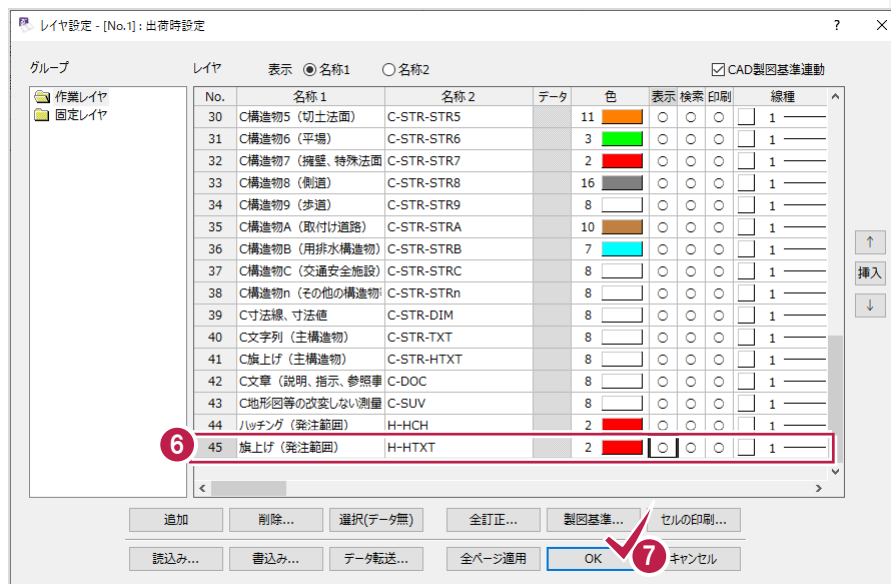 レイヤ設定 - [No.1] : 出荷時設定 ? ×
グループ レイヤ 表示 名称1 名称2 CAD製図基準連動
作業レイヤ
固定レイヤ
No. 名称1 名称2 データ 色 表示 検索 印刷 線種
30 C構造物5（切土法面） C-STR-STR5 11 ○ ○ ○ 1
31 C構造物6（平場） C-STR-STR6 3 ○ ○ ○ 1
32 C構造物7（擁壁、特殊法面 C-STR-STR7 2 ○ ○ ○ 1
33 C構造物8（側道） C-STR-STR8 16 ○ ○ ○ 1
34 C構造物9（歩道） C-STR-STR9 8 ○ ○ ○ 1
35 C構造物A（取付け道路） C-STR-STRA 10 ○ ○ ○ 1
36 C構造物B（用排水構造物） C-STR-STRB 7 ○ ○ ○ 1
37 C構造物C（交通安全施設） C-STR-STRC 8 ○ ○ ○ 1
38 C構造物n（その他の構造物 C-STR-STRn 8 ○ ○ ○ 1
39 C寸法線、寸法値 C-STR-DIM 8 ○ ○ ○ 1
40 C文字列（主構造物） C-STR-TXT 8 ○ ○ ○ 1
41 C旗上げ（主構造物） C-STR-HTXT 8 ○ ○ ○ 1
42 C文章（説明、指示、参照事 C-DOC 8 ○ ○ ○ 1
43 C地形図等の改変しない測量 C-SUV 8 ○ ○ ○ 1
44 ハッチング（発注範囲） H-HCH 2 ○ ○ ○ 1
6 45 旗上げ（発注範囲） H-HTXT 2 ○ ○ ○ 1
↑
挿入
↓
追加 削除... 選択(データ無) 全訂正... 製図基準... セルの印刷...
読込み... 書込み... データ転送... 全ページ適用 OK 7 キャンセル